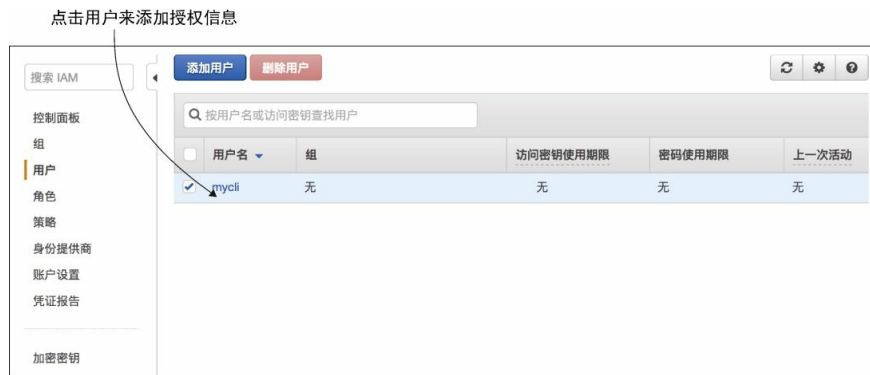 点击用户来添加授权信息
搜索 IAM
添加用户 删除用户
按用户名或访问密钥查找用户
控制面板
组
用户
角色
策略
身份提供商
账户设置
凭证报告
加密密钥
用户名 组 访问密钥使用期限 密码使用期限 上一次活动
mycli 无 无 无 无